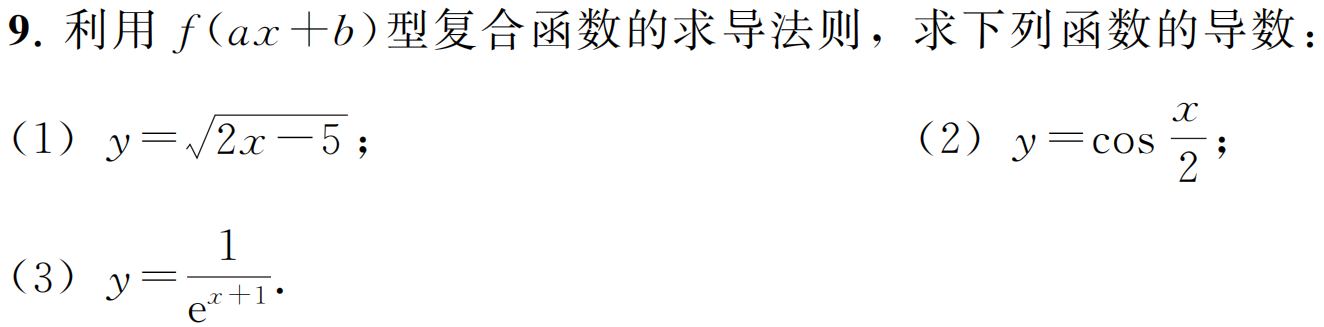 9. 利用 f(ax+b)型复合函数的求导法则，求下列函数的导数：
(1) y=√(2x-5)； (2) y=cos x/2；
(3) y=1/e^(x+1).